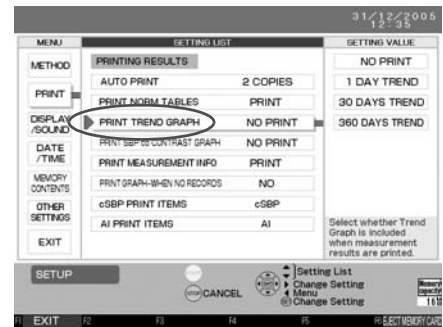 31/12/2005
12:35
MENU
SETTING LIST
SETTING VALUE
METHOD
PRINT
DISPLAY
/SOUND
DATE
/TIME
MEMORY
CONTENTS
OTHER
SETTINGS
EXIT
PRINTING RESULTS
AUTO PRINT 2 COPIES
PRINT NORM TABLES PRINT
PRINT TREND GRAPH NO PRINT
PRINT SBP CONTRAST GRAPH NO PRINT
PRINT MEASUREMENT INFO PRINT
PRINT GRAPH-WHEN NO RECORDS NO
cSBP PRINT ITEMS cSBP
AI PRINT ITEMS AI
NO PRINT
1 DAY TREND
30 DAYS TREND
360 DAYS TREND
Select whether Trend
Graph is included
when measurement
results are printed.
SETUP
STOP CANCEL
Setting List
Change Setting
Menu
Change Setting
Memory
capacity
F1 EXIT F2 F3 F4 F5 F6 EJECT MEMORY CARD